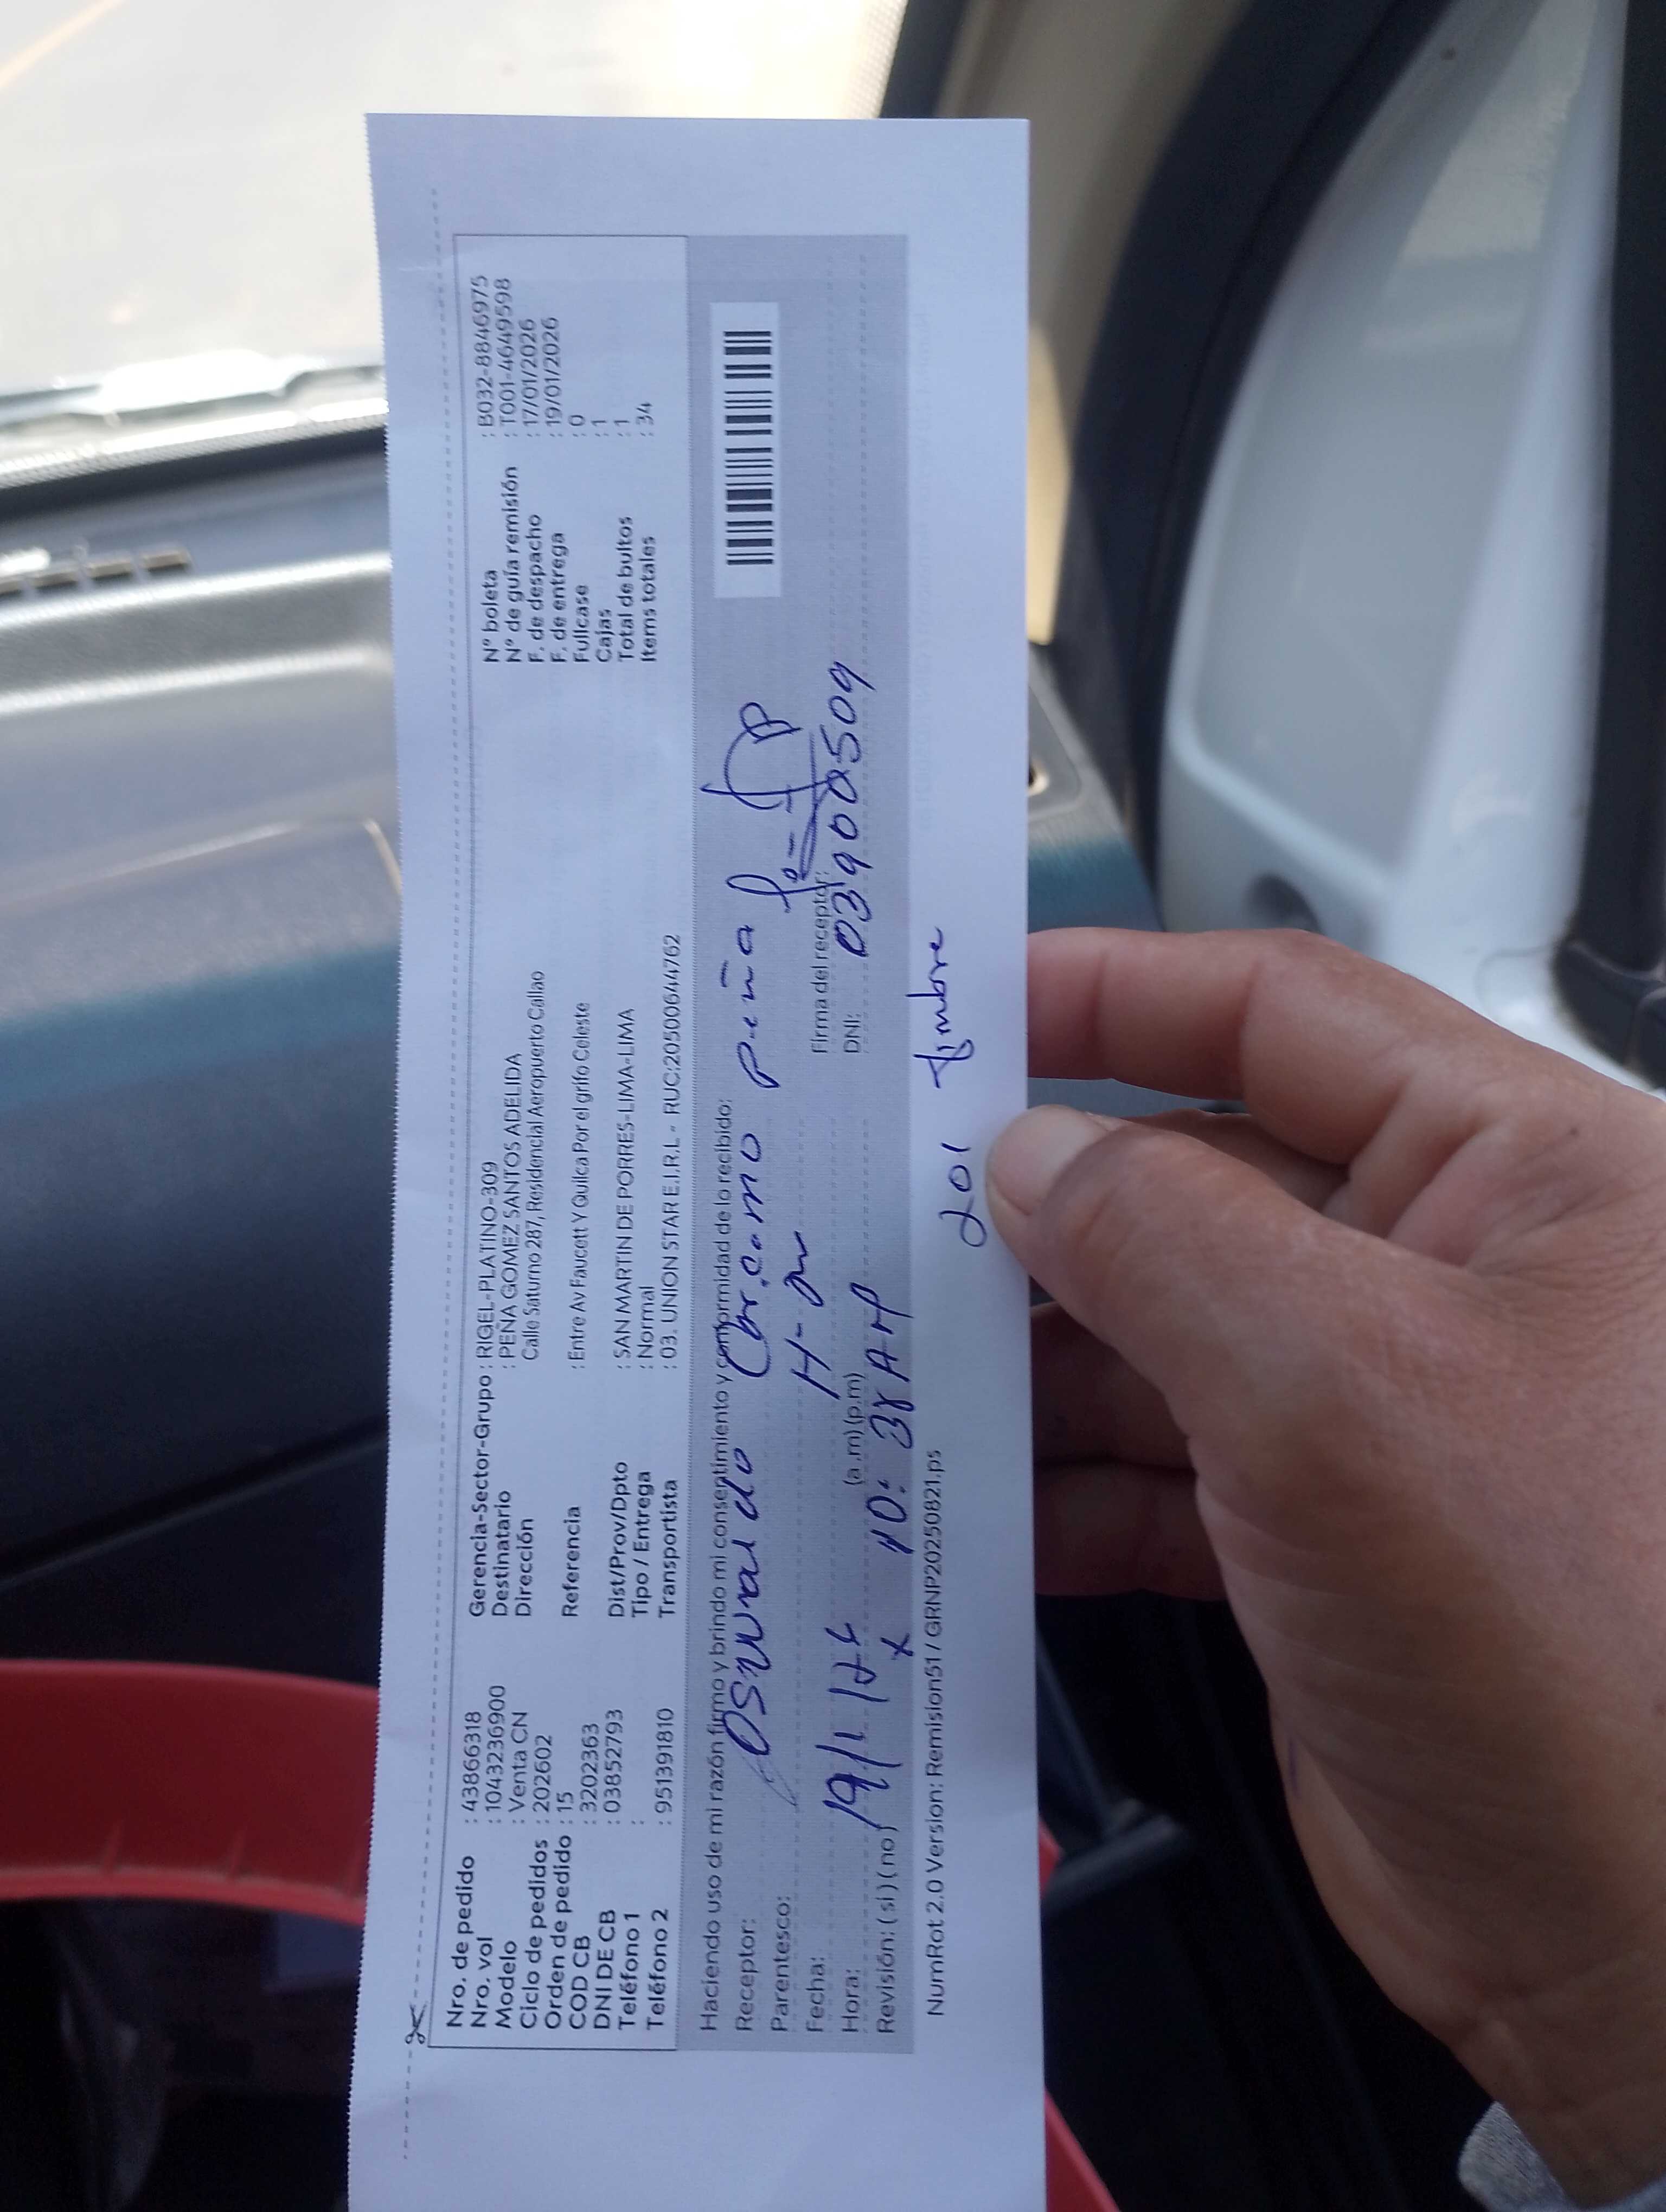 Nro. de pedido : 43866318
Nro. vol : 1043236900
Modelo : Venta CN
Ciclo de pedidos : 202602
Orden de pedido : 15
COD CB : 3202363
DNI DE CB : 03852793
Teléfono 1 :
Teléfono 2 : 951391810
Gerencia-Sector-Grupo : RIGEL-PLATINO-309
Destinatario : PEÑA GOMEZ SANTOS ADELIDA
Dirección Calle Saturno 287, Residencial Aeropuerto Callao
Referencia : Entre Av Faucett Y Quilca Por el grifo Celeste
Dist/Prov/Dpto : SAN MARTIN DE PORRES-LIMA-LIMA
Tipo / Entrega : Normal
Transportista : 03. UNION STAR E.I.R.L - RUC:20500644762
Nº boleta : B032-8846975
Nº de guía remisión : T001-4649598
F. de despacho : 17/01/2026
F. de entrega : 19/01/2026
Fullcase : 0
Cajas : 1
Total de bultos : 1
Items totales : 34
Haciendo uso de mi razón firmo y brindo mi consentimiento y conformidad de lo recibido:
Receptor: Oswaldo peña
Parentesco:
Firma del receptor:
Fecha: 19/1/
Hora: 10:38 AM (a.m) (p.m)
DNI: 03900509
Revisión: ( si ) ( no ) x
NumRot 2.0 Version: Remision51 / GRNP20250821.ps
201 timbre